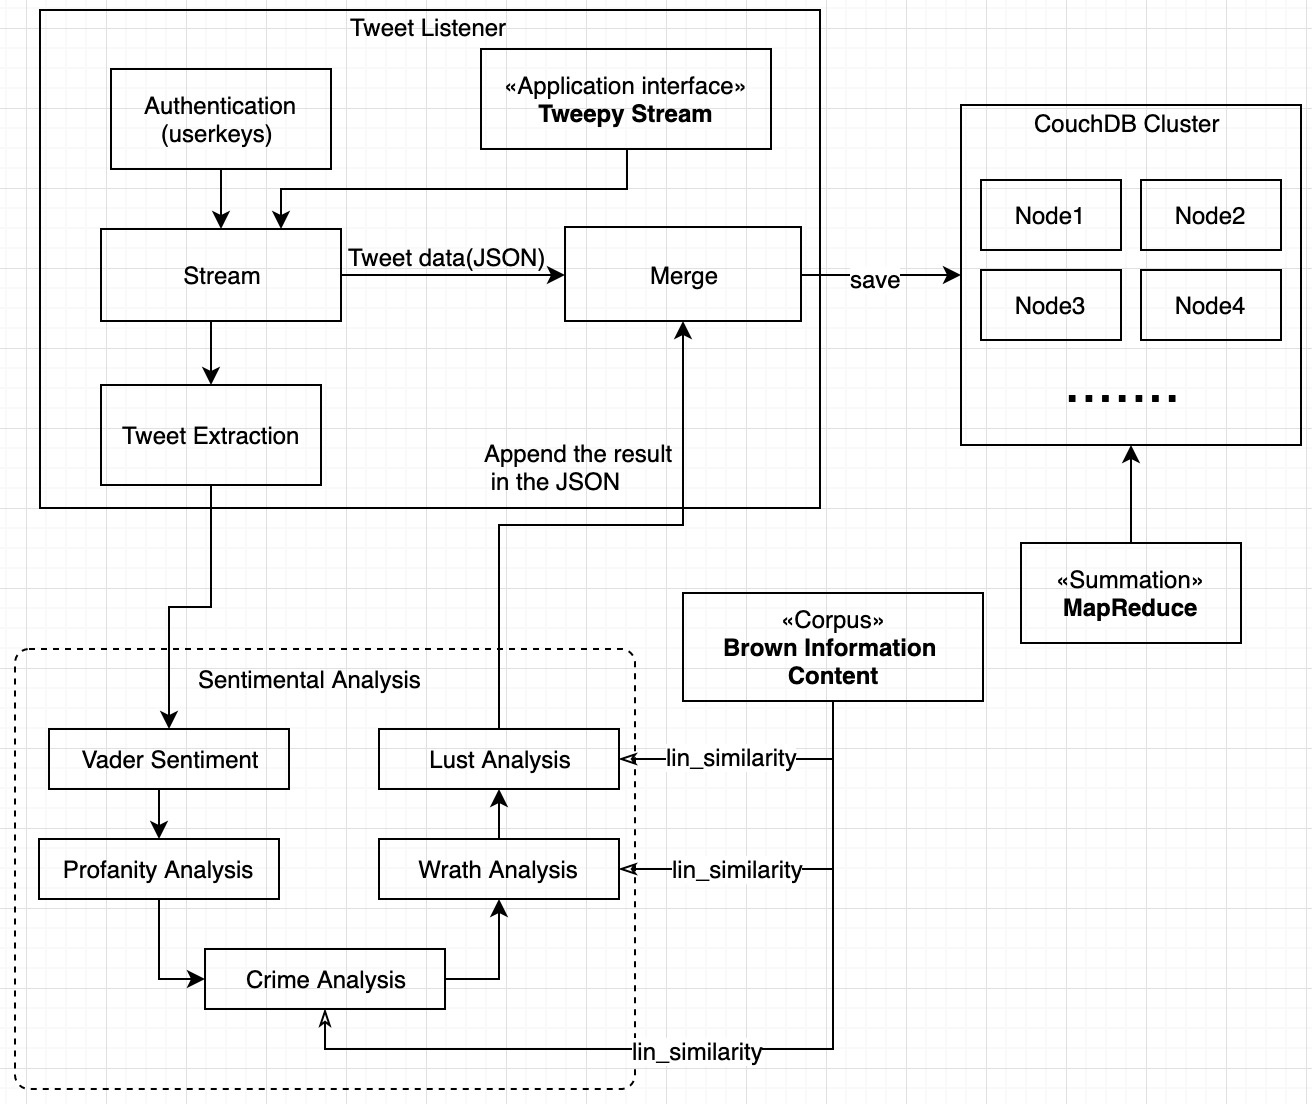 Tweet Listener
Authentication
(userkeys)
«Application interface»
Tweepy Stream
CouchDB Cluster
Node1
Node2
Stream
Tweet data(JSON)
Merge
save
Node3
Node4
.......
Tweet Extraction
Append the result
in the JSON
«Summation»
MapReduce
«Corpus»
Brown Information
Content
Sentimental Analysis
Vader Sentiment
Lust Analysis
lin_similarity
Profanity Analysis
Wrath Analysis
lin_similarity
Crime Analysis
lin_similarity